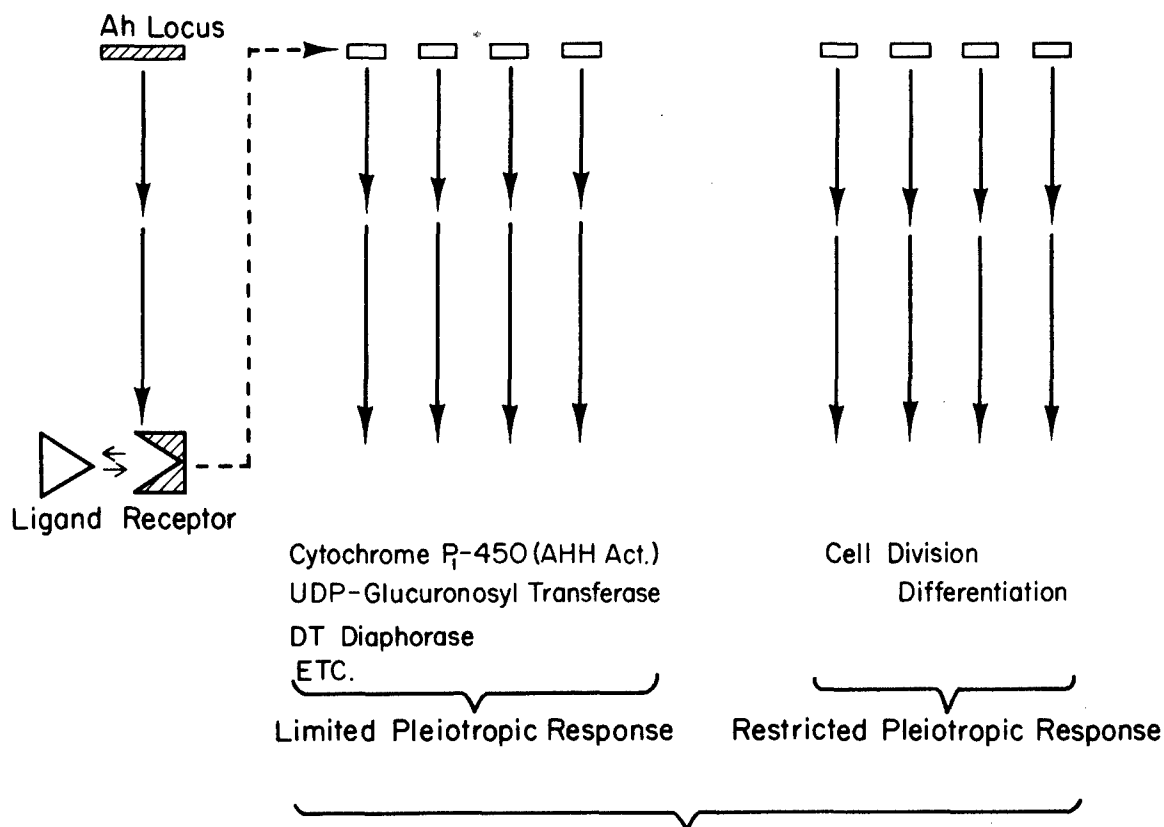 Ah Locus
Ligand Receptor
Cytochrome P₁-450 (AHH Act.)
UDP-Glucuronosyl Transferase
DT Diaphorase
ETC.
Cell Division
Differentiation
Limited Pleiotropic Response
Restricted Pleiotropic Response